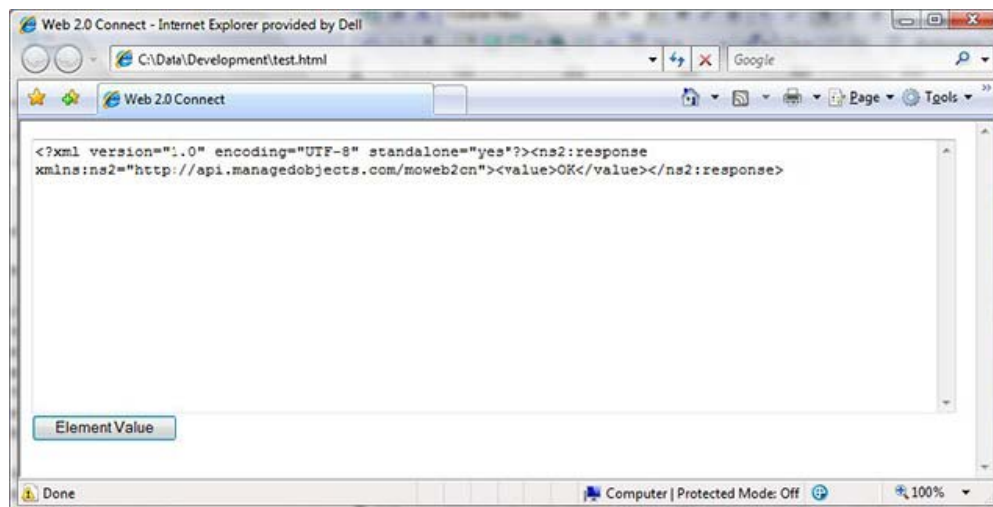 Web 2.0 Connect - Internet Explorer provided by Dell
C:\Data\Development\test.html
Google
Web 2.0 Connect
Page
Tools
<?xml version="1.0" encoding="UTF-8" standalone="yes"?><ns2:response
xmlns:ns2="http://api.managedobjects.com/moweb2cn"><value>OK</value></ns2:response>
Element Value
Done
Computer | Protected Mode: Off
100%